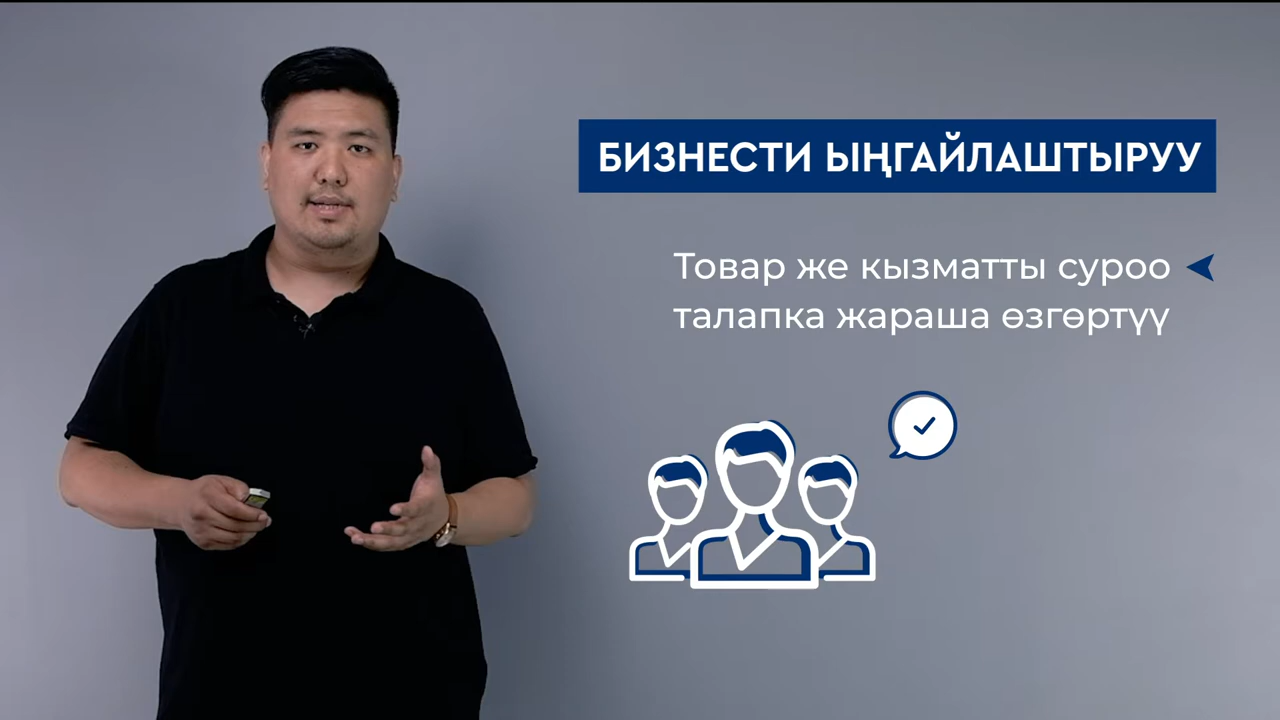 БИЗНЕСТИ ЫҢГАЙЛАШТЫРУУ
Товар же кызматты суроо
талапка жараша өзгөртүү